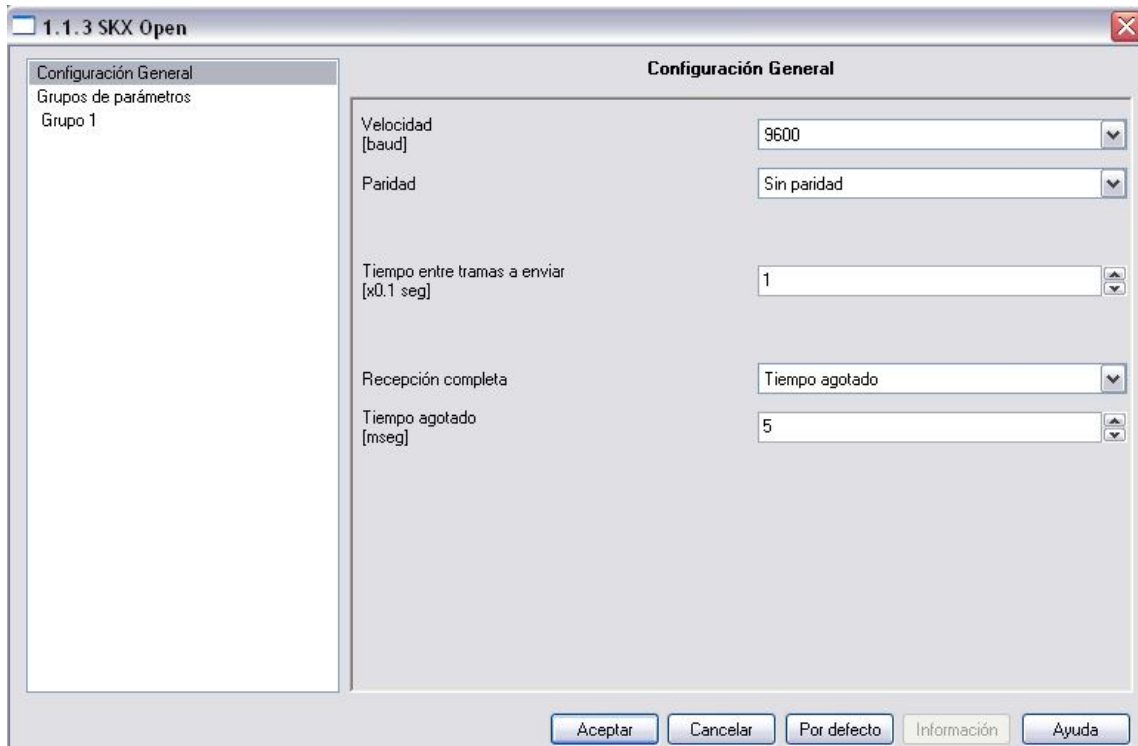 1.1.3 SKX Open
Configuración General
Grupos de parámetros
Grupo 1
Configuración General
Velocidad
[baud]
9600
Paridad
Sin paridad
Tiempo entre tramas a enviar
[x0.1 seg]
1
Recepción completa
Tiempo agotado
Tiempo agotado
[mseg]
5
Aceptar
Cancelar
Por defecto
Información
Ayuda